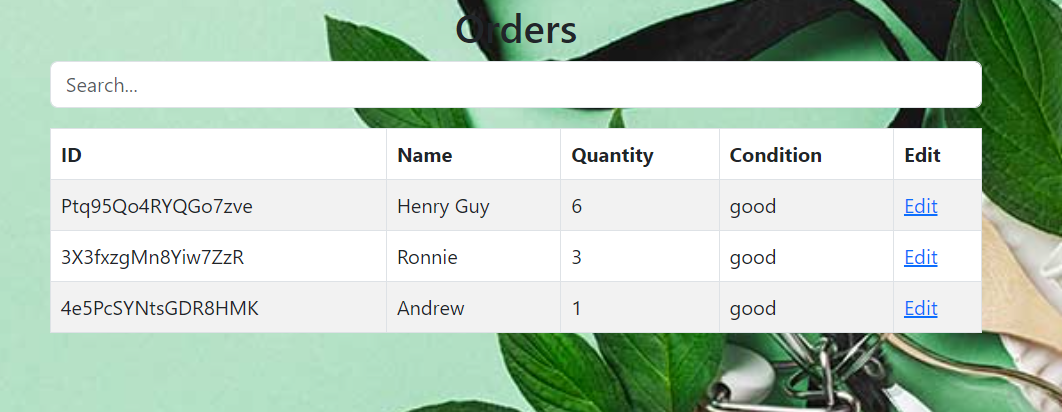 Orders
Search...
ID Name Quantity Condition Edit
Ptq95Qo4RYQGo7zve Henry Guy 6 good Edit
3X3fxzgMn8Yiw7ZzR Ronnie 3 good Edit
4e5PcSYNtsGDR8HMK Andrew 1 good Edit